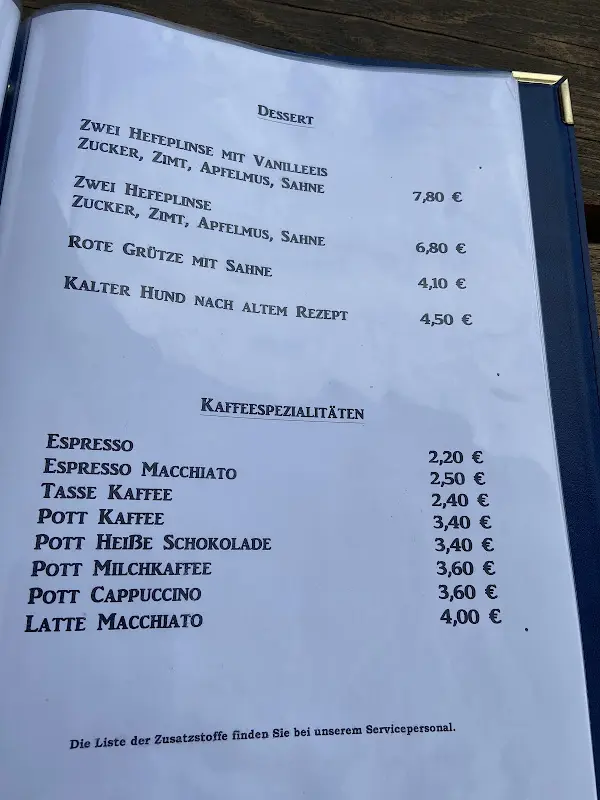 Dessert
Zwei Hefeplinse mit Vanilleeis
Zucker, Zimt, Apfelmus, Sahne 7,80 €
Zwei Hefeplinse
Zucker, Zimt, Apfelmus, Sahne 6,80 €
Rote Grütze mit Sahne 4,10 €
Kalter Hund nach altem Rezept 4,50 €
Kaffeespezialitäten
Espresso 2,20 €
Espresso Macchiato 2,50 €
Tasse Kaffee 2,40 €
Pott Kaffee 3,40 €
Pott Heiße Schokolade 3,40 €
Pott Milchkaffee 3,60 €
Pott Cappuccino 3,60 €
Latte Macchiato 4,00 €
Die Liste der Zusatzstoffe finden Sie bei unserem Servicepersonal.